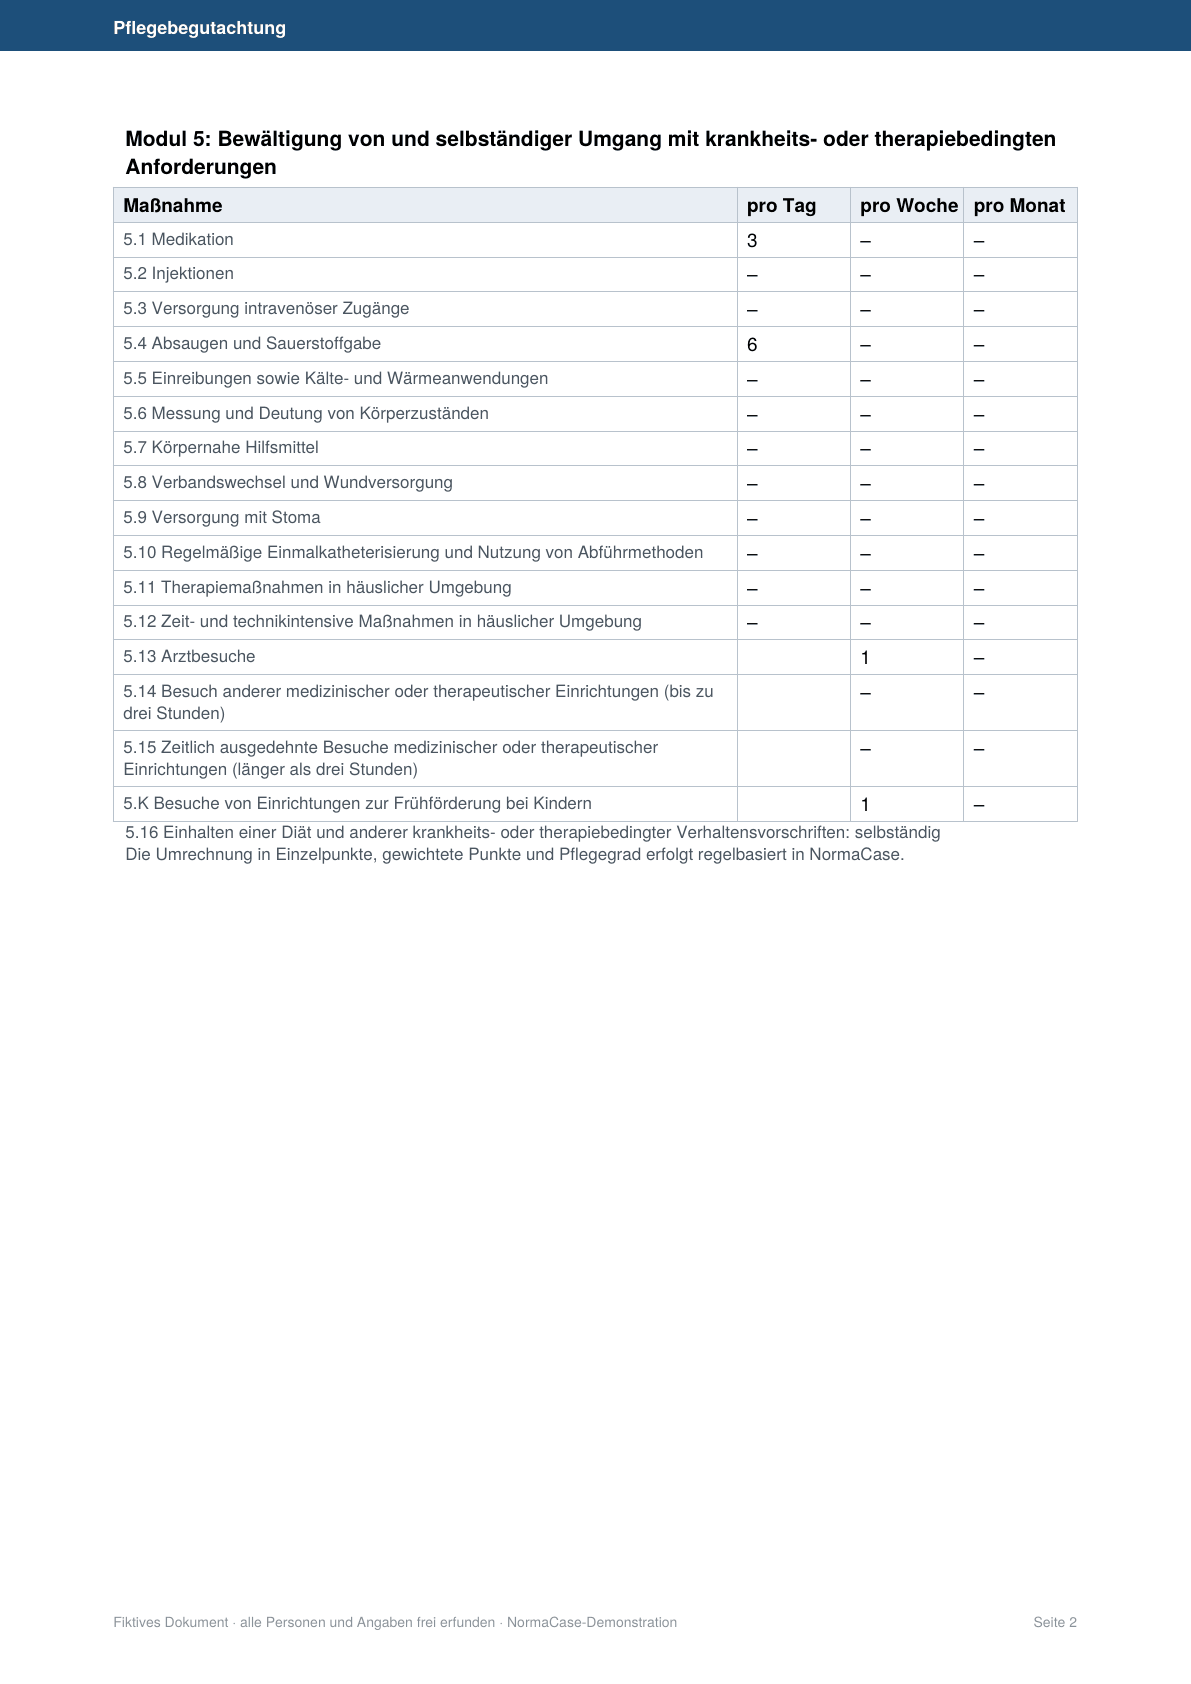 Pflegebegutachtung
Modul 5: Bewältigung von und selbständiger Umgang mit krankheits- oder therapiebedingten
Anforderungen
Maßnahme pro Tag pro Woche pro Monat
5.1 Medikation 3 – –
5.2 Injektionen – – –
5.3 Versorgung intravenöser Zugänge – – –
5.4 Absaugen und Sauerstoffgabe 6 – –
5.5 Einreibungen sowie Kälte- und Wärmeanwendungen – – –
5.6 Messung und Deutung von Körperzuständen – – –
5.7 Körpernahe Hilfsmittel – – –
5.8 Verbandswechsel und Wundversorgung – – –
5.9 Versorgung mit Stoma – – –
5.10 Regelmäßige Einmalkatheterisierung und Nutzung von Abführmethoden – – –
5.11 Therapiemaßnahmen in häuslicher Umgebung – – –
5.12 Zeit- und technikintensive Maßnahmen in häuslicher Umgebung – – –
5.13 Arztbesuche 1 –
5.14 Besuch anderer medizinischer oder therapeutischer Einrichtungen (bis zu – –
drei Stunden)
5.15 Zeitlich ausgedehnte Besuche medizinischer oder therapeutischer – –
Einrichtungen (länger als drei Stunden)
5.K Besuche von Einrichtungen zur Frühförderung bei Kindern 1 –
5.16 Einhalten einer Diät und anderer krankheits- oder therapiebedingter Verhaltensvorschriften: selbständig
Die Umrechnung in Einzelpunkte, gewichtete Punkte und Pflegegrad erfolgt regelbasiert in NormaCase.
Fiktives Dokument · alle Personen und Angaben frei erfunden · NormaCase-Demonstration Seite 2